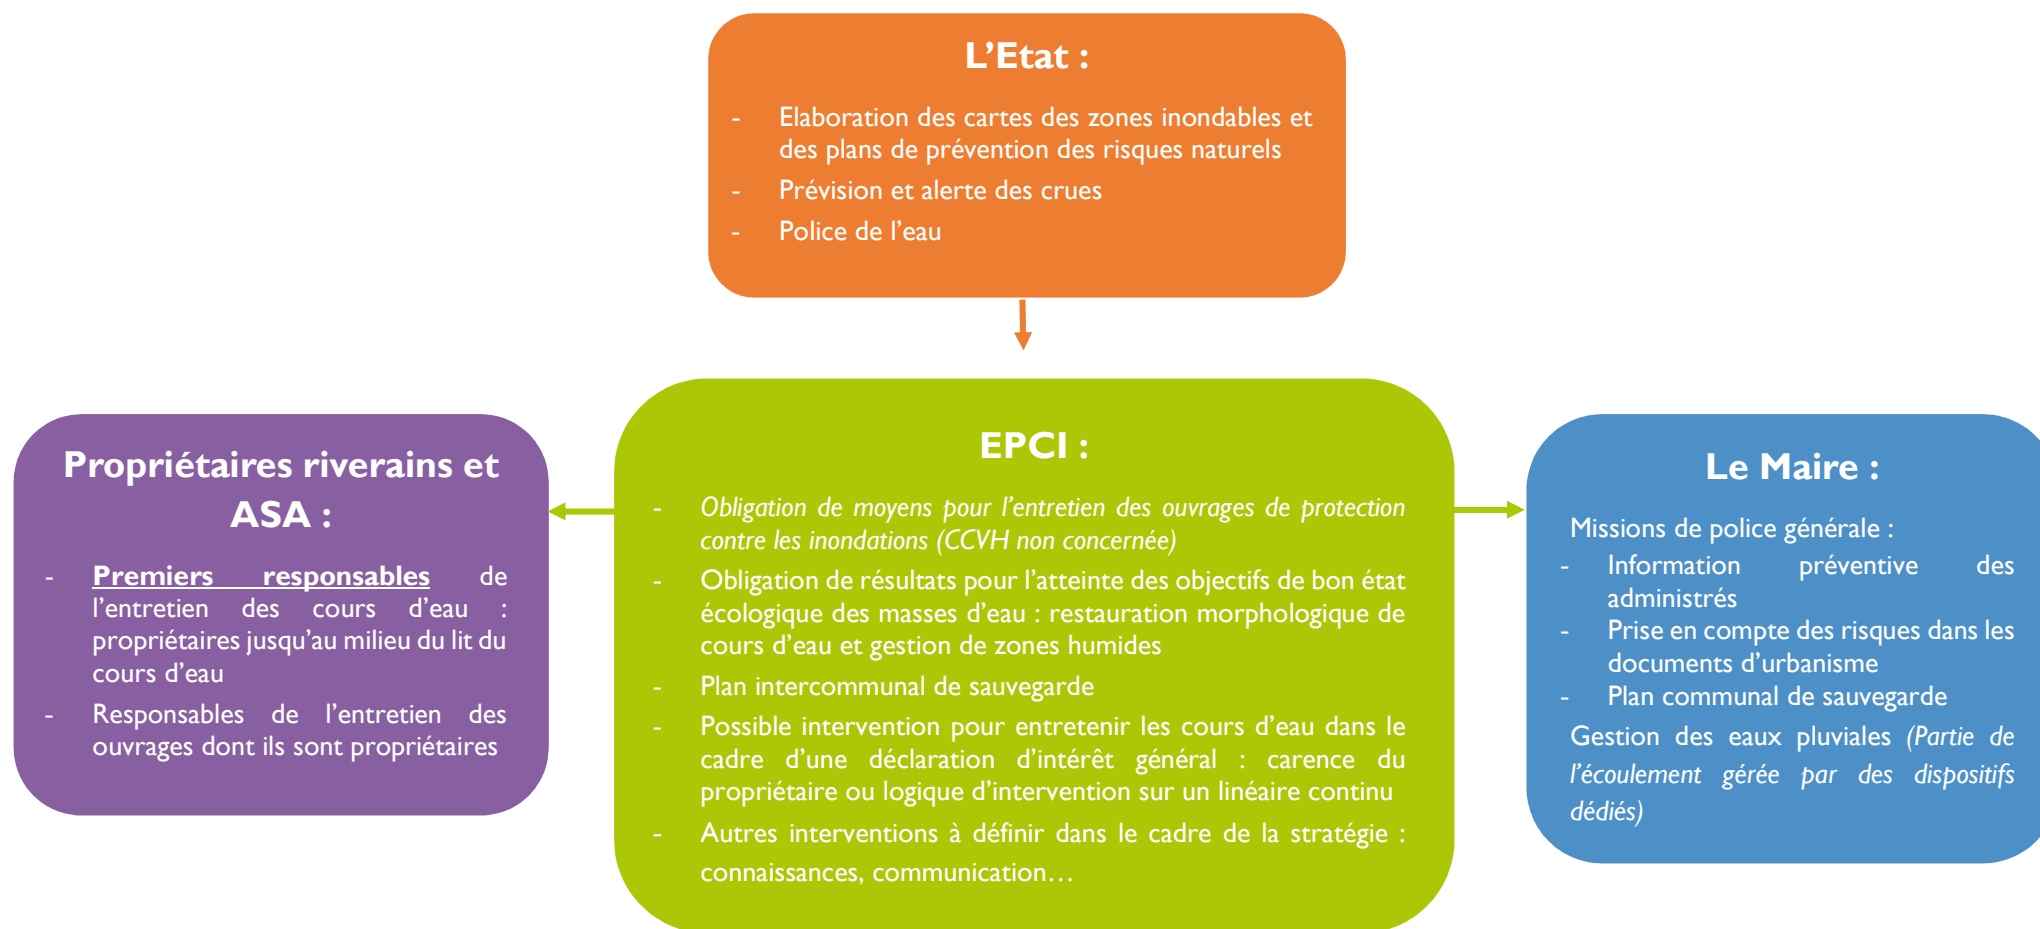 L’Etat :
- Elaboration des cartes des zones inondables et
des plans de prévention des risques naturels
- Prévision et alerte des crues
- Police de l’eau
Propriétaires riverains et
ASA :
- Premiers responsables de
l’entretien des cours d’eau :
propriétaires jusqu’au milieu du lit du
cours d’eau
- Responsables de l’entretien des
ouvrages dont ils sont propriétaires
EPCI :
- Obligation de moyens pour l’entretien des ouvrages de protection
contre les inondations (CCVH non concernée)
- Obligation de résultats pour l’atteinte des objectifs de bon état
écologique des masses d’eau : restauration morphologique de
cours d’eau et gestion de zones humides
- Plan intercommunal de sauvegarde
- Possible intervention pour entretenir les cours d’eau dans le
cadre d’une déclaration d’intérêt général : carence du
propriétaire ou logique d’intervention sur un linéaire continu
- Autres interventions à définir dans le cadre de la stratégie :
connaissances, communication…
Le Maire :
Missions de police générale :
- Information préventive des
administrés
- Prise en compte des risques dans les
documents d’urbanisme
- Plan communal de sauvegarde
Gestion des eaux pluviales (Partie de
l’écoulement gérée par des dispositifs
dédiés)